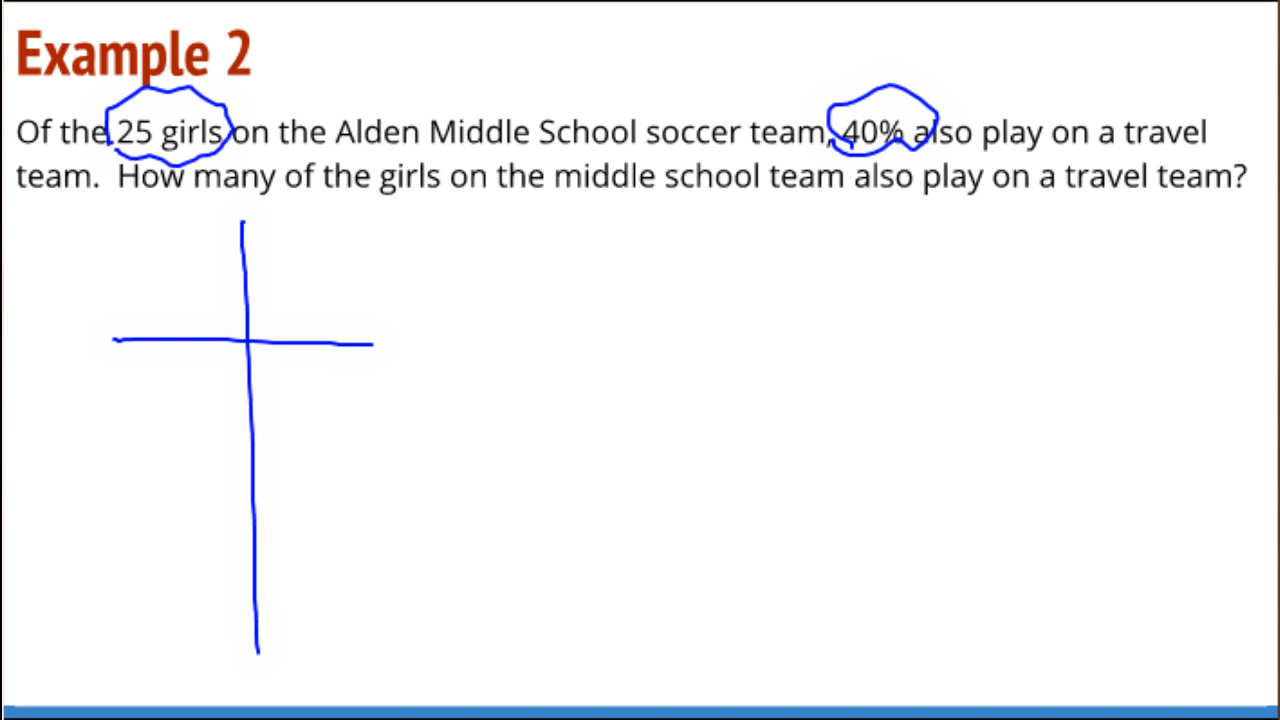 Example 2
Of the 25 girls on the Alden Middle School soccer team, 40% also play on a travel
team.  How many of the girls on the middle school team also play on a travel team?